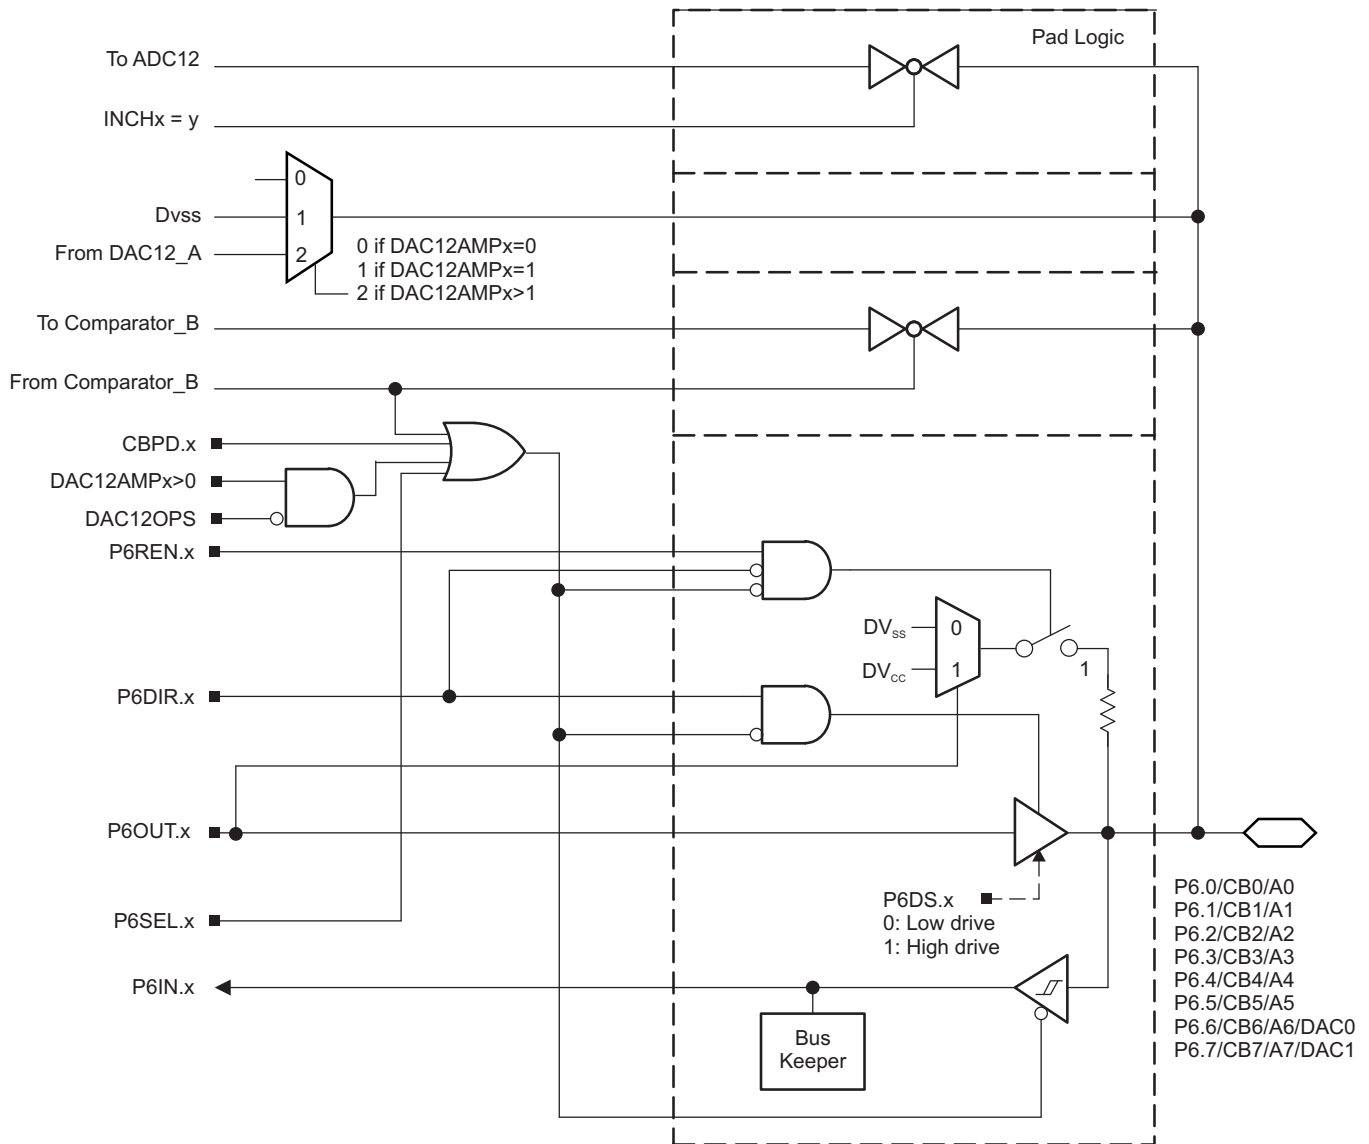 Pad Logic
To ADC12
INCHx = y
0
Dvss
1
From DAC12_A
2
0 if DAC12AMPx=0
1 if DAC12AMPx=1
2 if DAC12AMPx>1
To Comparator_B
From Comparator_B
CBPD.x
DAC12AMPx>0
DAC12OPS
P6REN.x
DVSS
0
DVCC
1
1
P6DIR.x
P6OUT.x
P6DS.x
0: Low drive
1: High drive
P6SEL.x
P6IN.x
Bus
Keeper
P6.0/CB0/A0
P6.1/CB1/A1
P6.2/CB2/A2
P6.3/CB3/A3
P6.4/CB4/A4
P6.5/CB5/A5
P6.6/CB6/A6/DAC0
P6.7/CB7/A7/DAC1